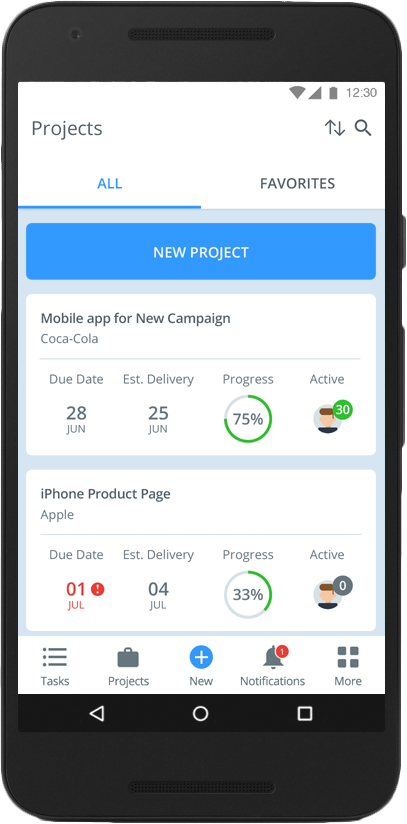 12:30
Projects
ALL FAVORITES
NEW PROJECT
Mobile app for New Campaign
Coca-Cola
Due Date Est. Delivery Progress Active
28 25 75% 30
JUN JUN
iPhone Product Page
Apple
Due Date Est. Delivery Progress Active
01 ! 04 33% 0
JUL JUL
1
Tasks Projects New Notifications More